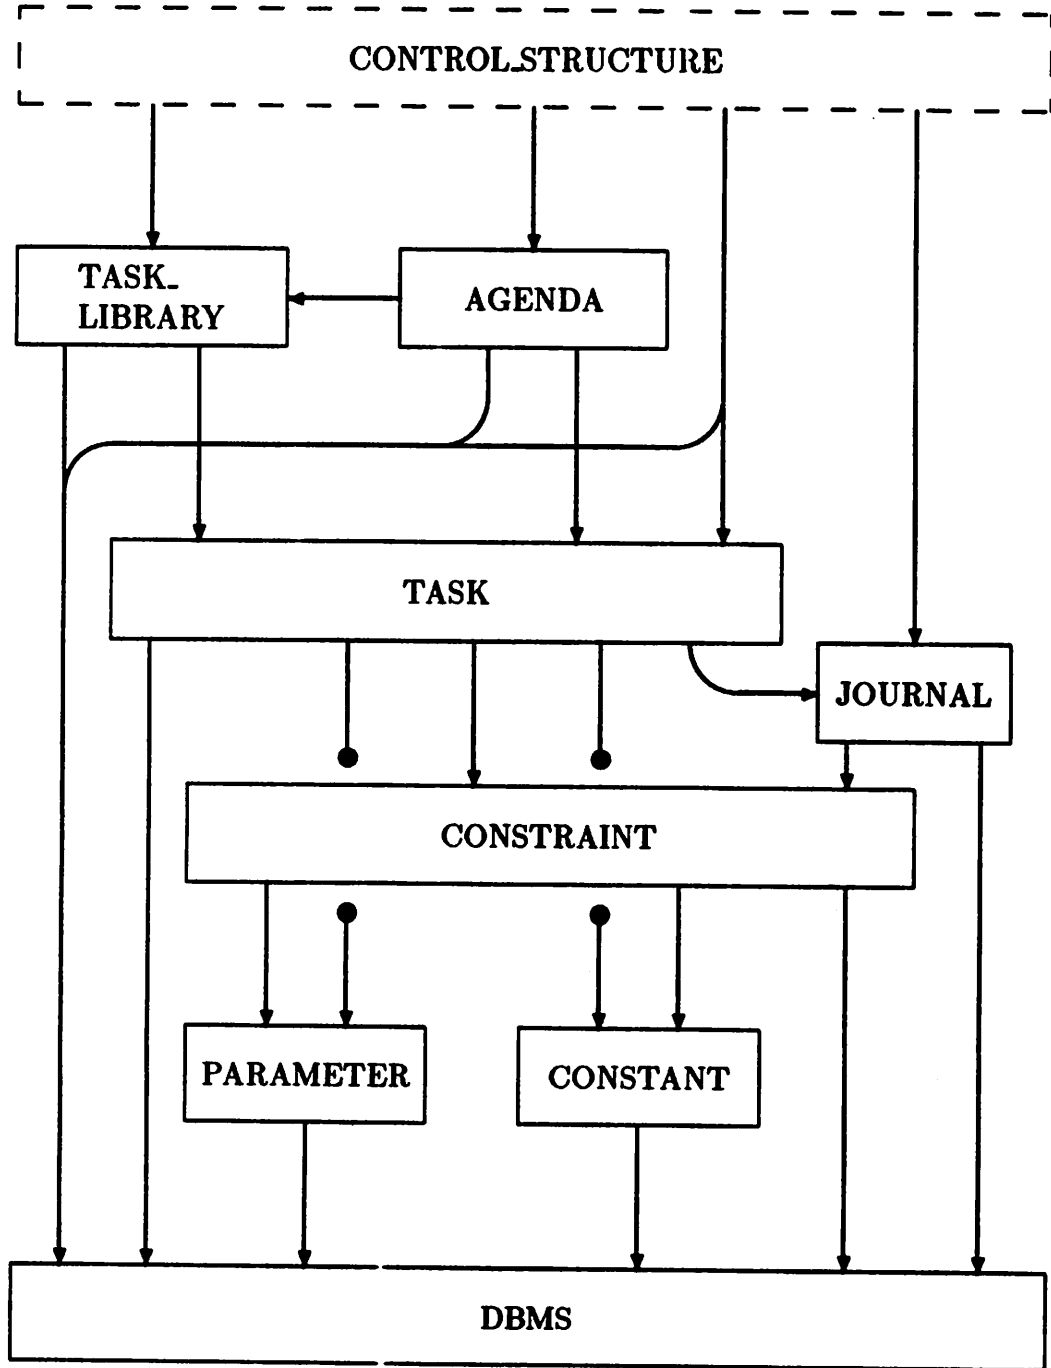 CONTROL_STRUCTURE
TASK_
LIBRARY
AGENDA
TASK
JOURNAL
CONSTRAINT
PARAMETER
CONSTANT
DBMS